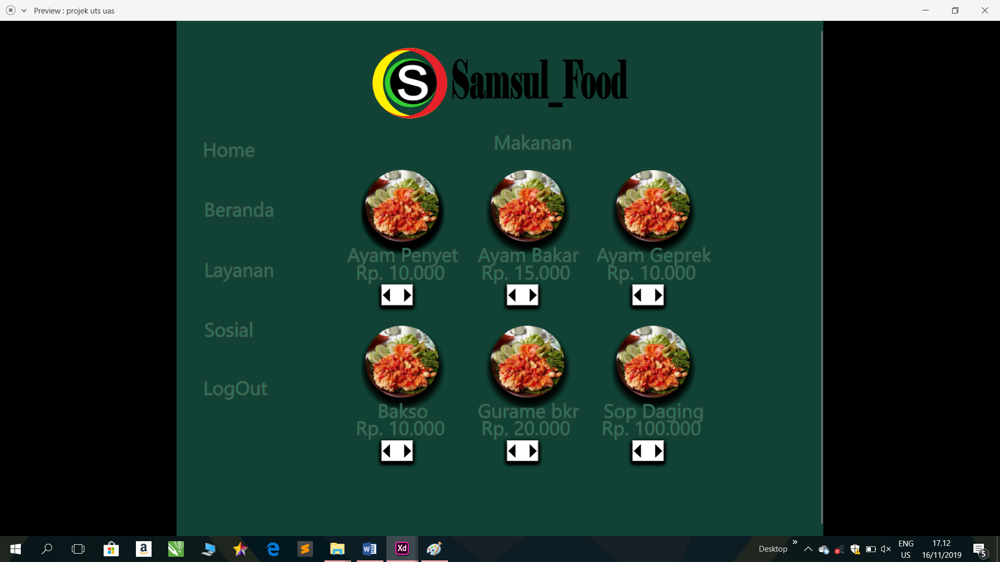 Preview : projek uts uas
S
Samsul_Food
Makanan
Home
Beranda
Layanan
Sosial
LogOut
Ayam Penyet
Rp. 10.000
Ayam Bakar
Rp. 15.000
Ayam Geprek
Rp. 10.000
Bakso
Rp. 10.000
Gurame bkr
Rp. 20.000
Sop Daging
Rp. 100.000
a
W
Xd
Desktop
ENG
US
17.12
16/11/2019
5